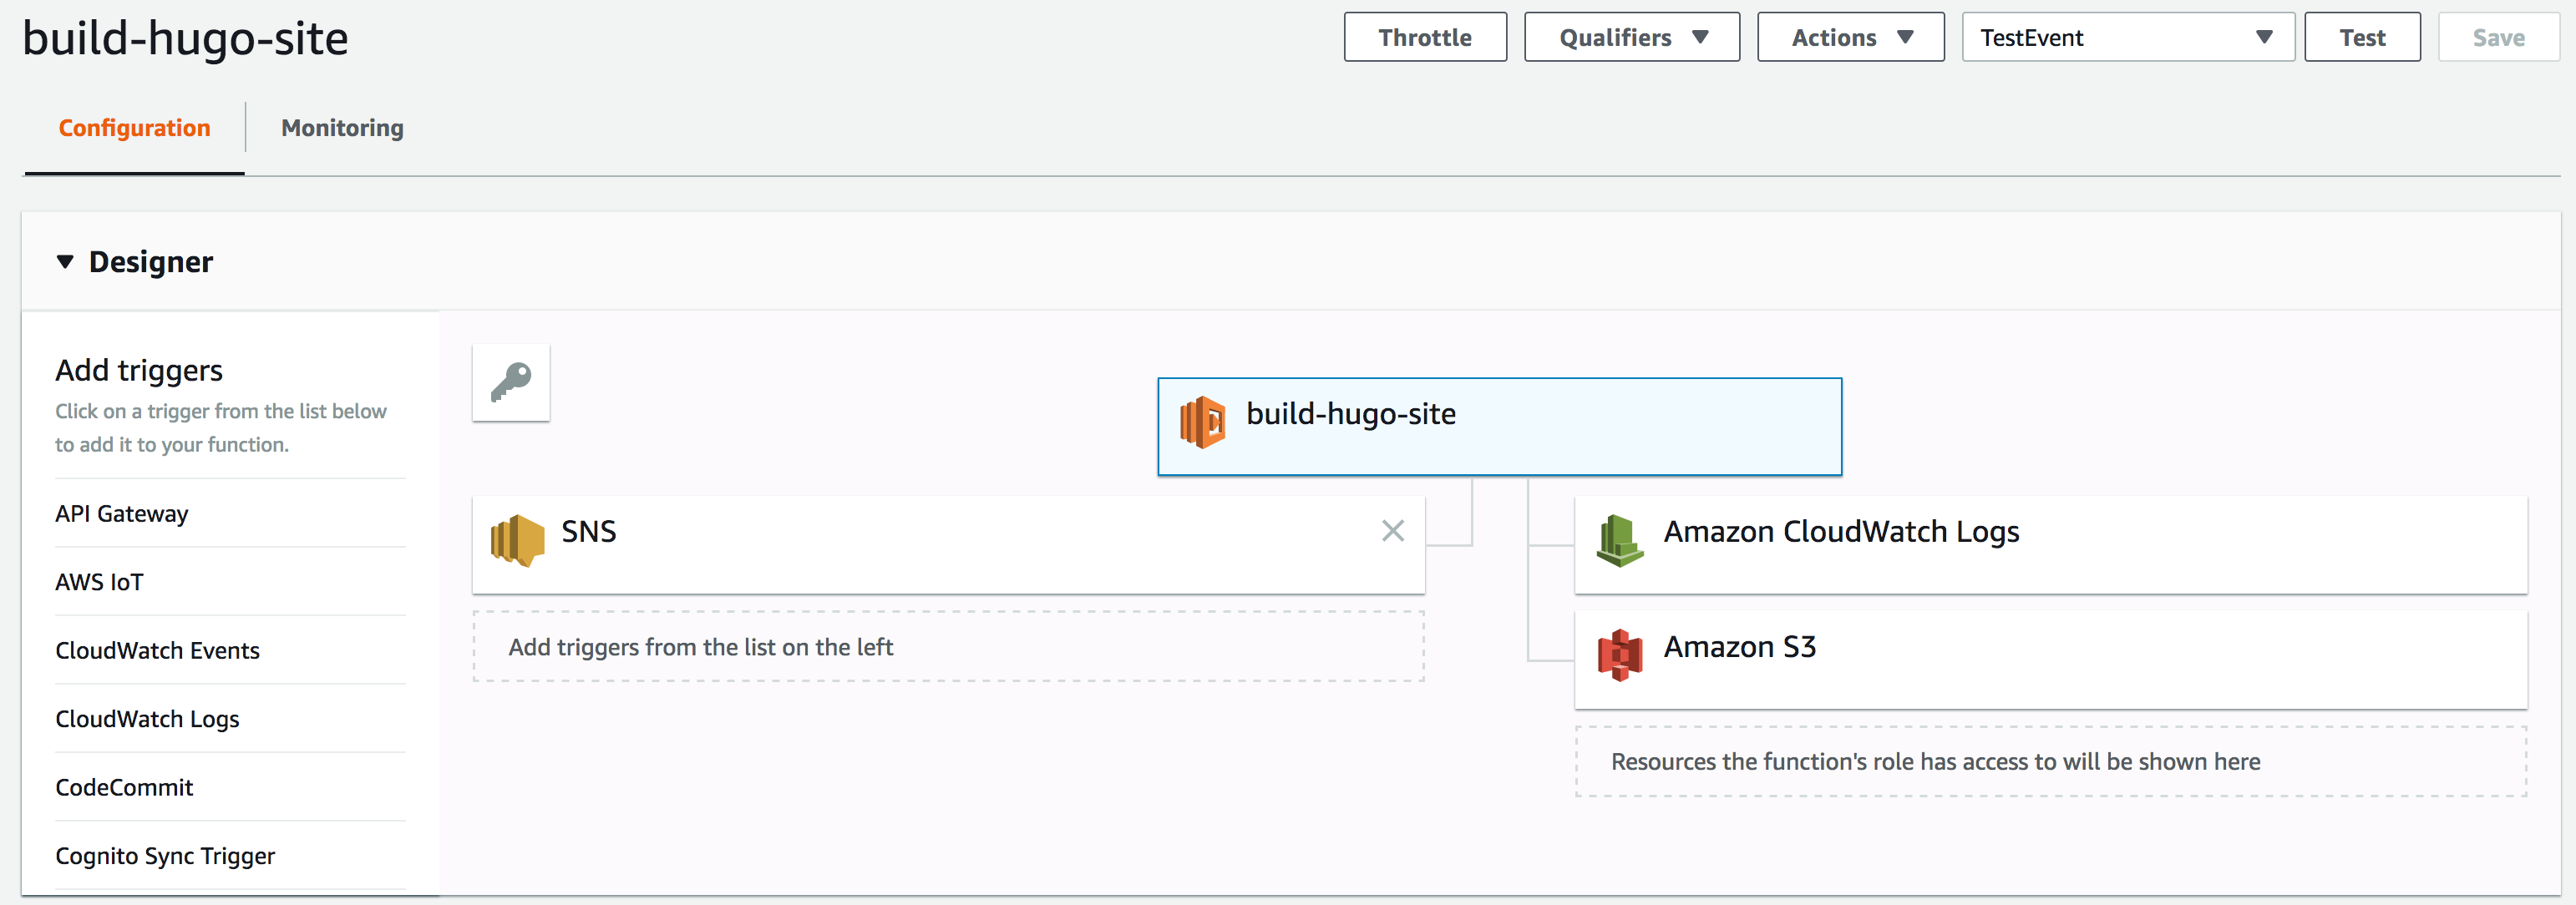 build-hugo-site
Throttle
Qualifiers
Actions
TestEvent
Test
Save
Configuration
Monitoring
Designer
Add triggers
Click on a trigger from the list below
to add it to your function.
API Gateway
AWS IoT
CloudWatch Events
CloudWatch Logs
CodeCommit
Cognito Sync Trigger
build-hugo-site
SNS
Add triggers from the list on the left
Amazon CloudWatch Logs
Amazon S3
Resources the function's role has access to will be shown here